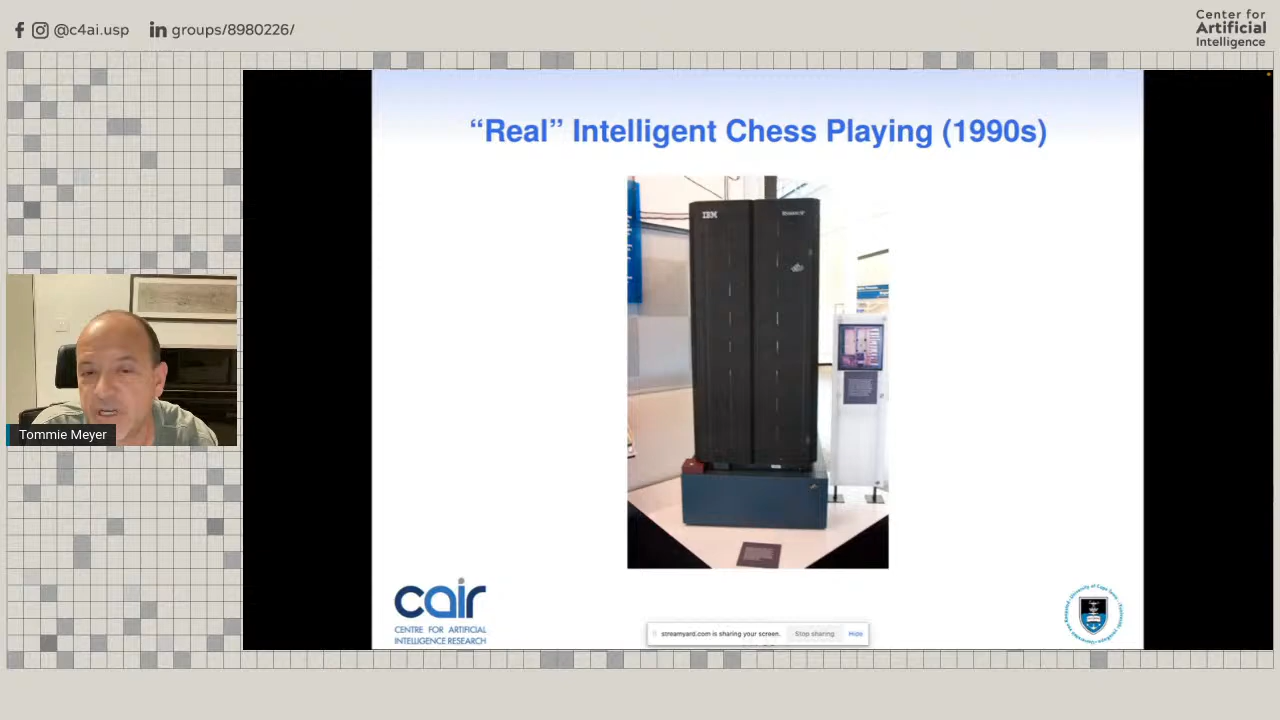 @c4ai.usp
groups/8980226/
Center for
Artificial
Intelligence
“Real” Intelligent Chess Playing (1990s)
IBM
Tommie Meyer
cair
CENTRE FOR ARTIFICIAL
INTELLIGENCE RESEARCH
streamyard.com is sharing your screen.
Stop sharing
Hide